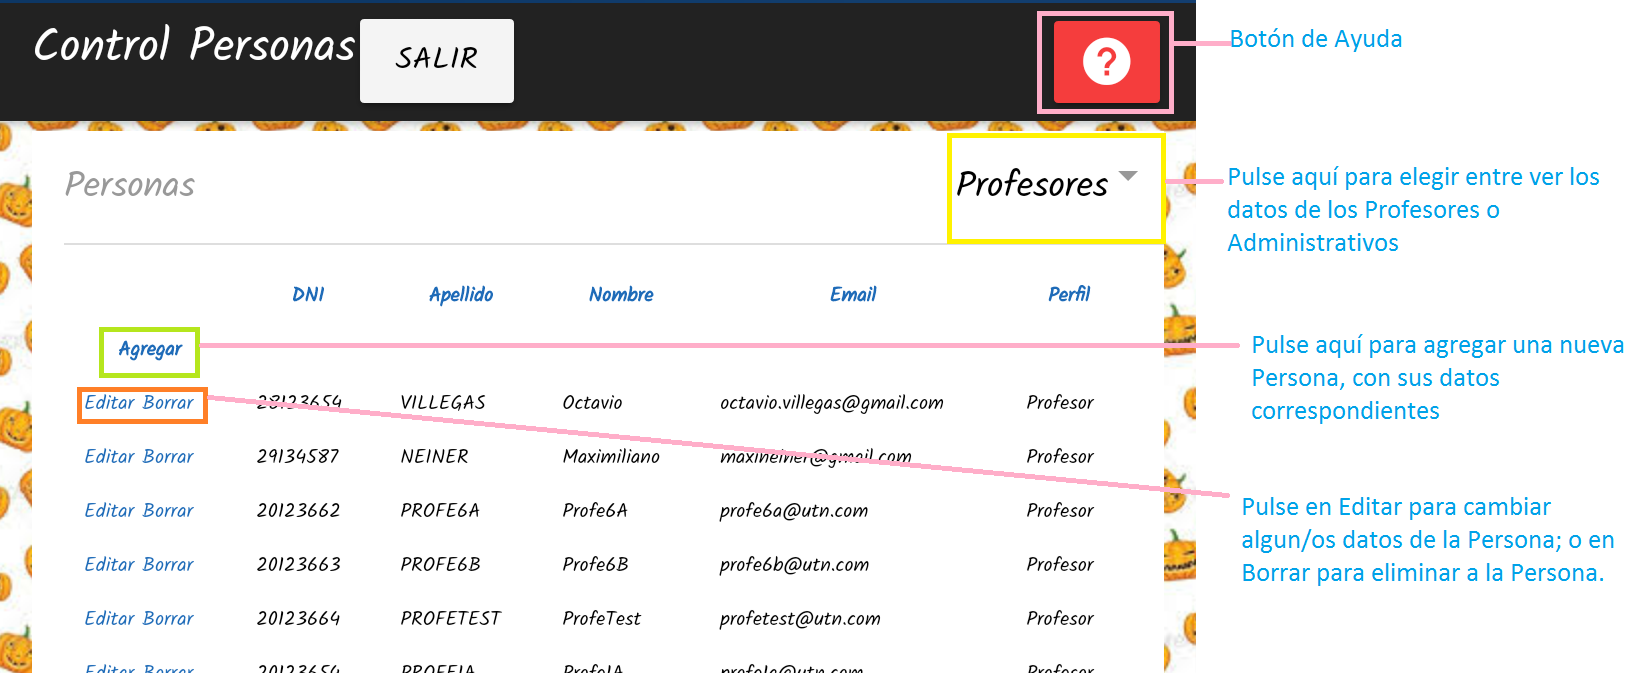 Control Personas SALIR ? Botón de Ayuda
Personas Profesores
Pulse aquí para elegir entre ver los
datos de los Profesores o
Administrativos
DNI Apellido Nombre Email Perfil
Agregar
Pulse aquí para agregar una nueva
Persona, con sus datos
correspondientes
Editar Borrar 28123654 VILLEGAS Octavio octavio.villegas@gmail.com Profesor
Editar Borrar 29134587 NEINER Maximiliano maxineiner@gmail.com Profesor
Editar Borrar 20123662 PROFE6A Profe6A profe6a@utn.com Profesor
Pulse en Editar para cambiar
algun/os datos de la Persona; o en
Borrar para eliminar a la Persona.
Editar Borrar 20123663 PROFE6B Profe6B profe6b@utn.com Profesor
Editar Borrar 20123664 PROFETEST ProfeTest profetest@utn.com Profesor
Editar Borrar 20123654 PROFE1A Profe1A profe1a@utn.com Profesor